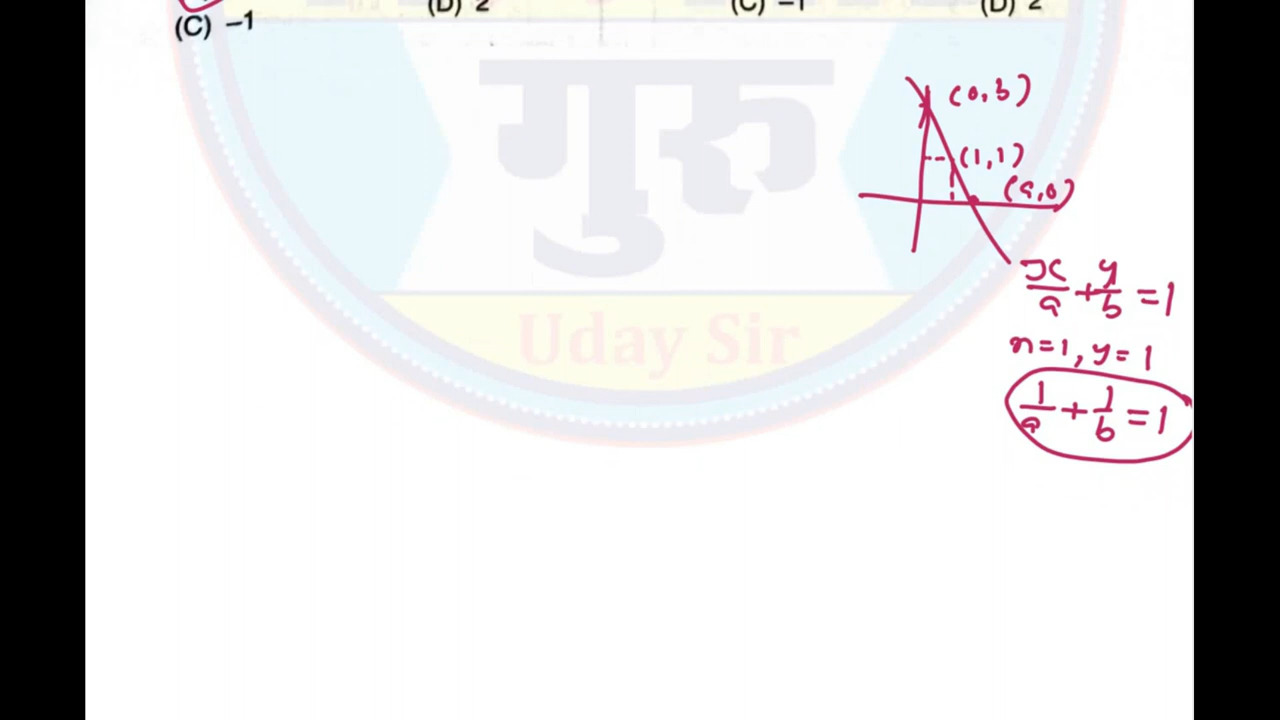 (D) 2 (C) −1 (D) 2
(C) −1
गुरु
Uday Sir
(0,b)
(1,1)
(a,0)
x/a + y/b = 1
x=1, y=1
1/a + 1/b = 1